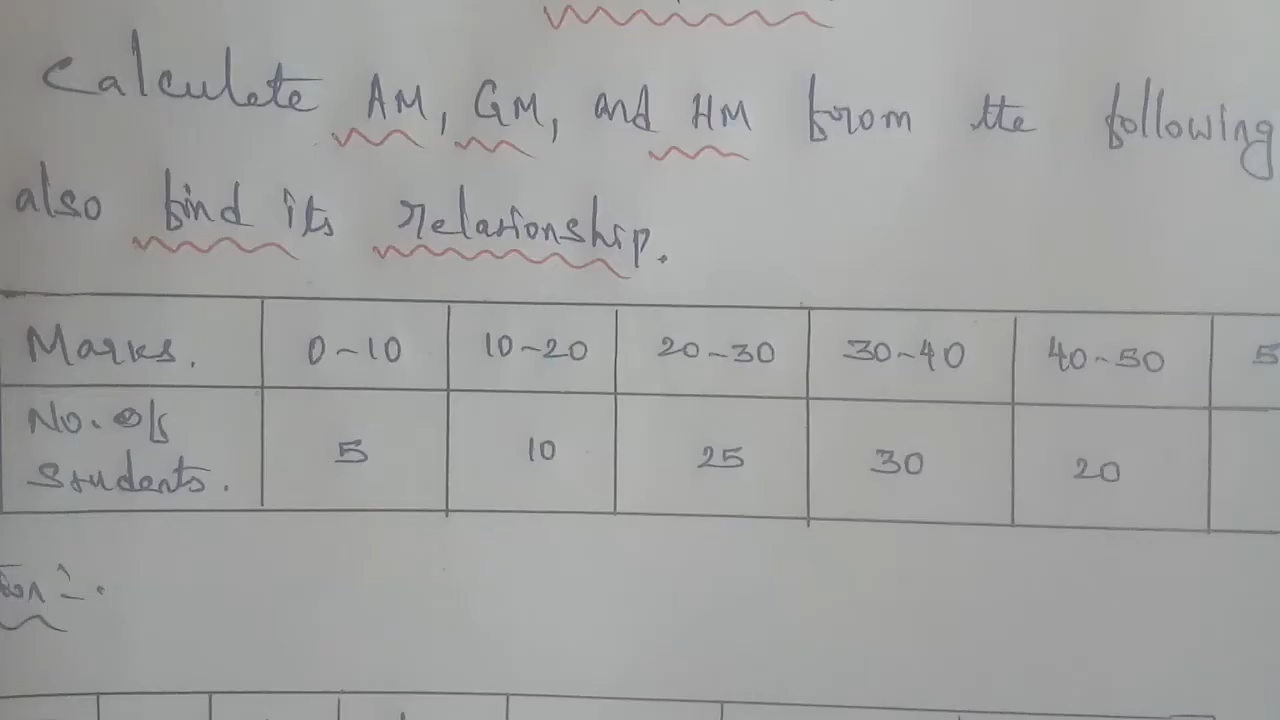 Calculate AM, GM, and HM from the following
also find its relationship.
Marks. 0-10 10-20 20-30 30-40 40-50 5
No. of Students. 5 10 25 30 20